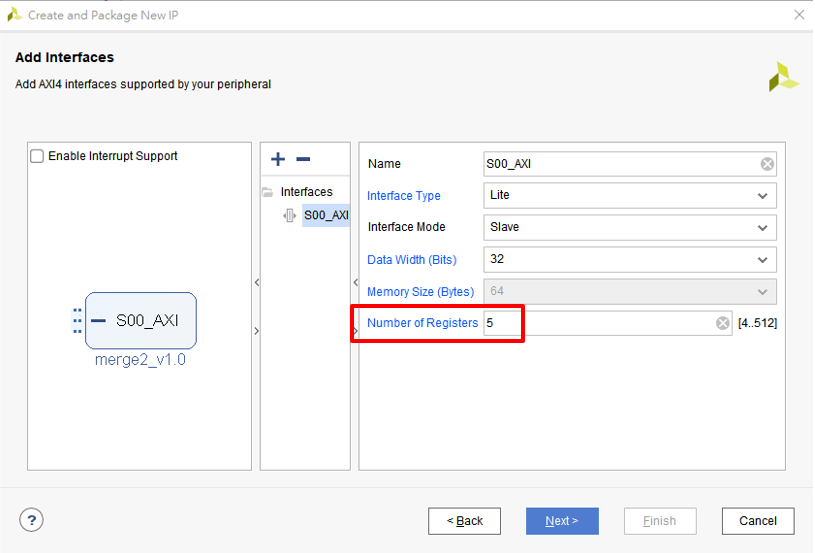 Create and Package New IP
Add Interfaces
Add AXI4 interfaces supported by your peripheral
Enable Interrupt Support
S00_AXI
merge2_v1.0
Interfaces
S00_AXI
Name S00_AXI
Interface Type Lite
Interface Mode Slave
Data Width (Bits) 32
Memory Size (Bytes) 64
Number of Registers 5 [4..512]
? < Back Next > Finish Cancel